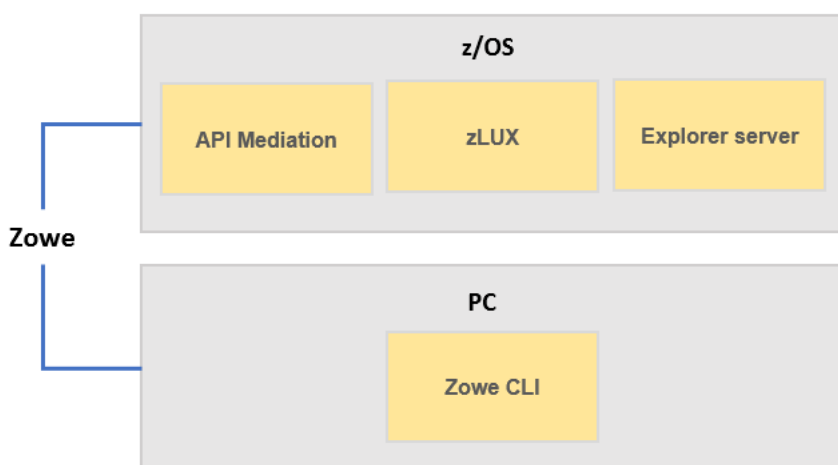 z/OS
API Mediation
zLUX
Explorer server
Zowe
PC
Zowe CLI